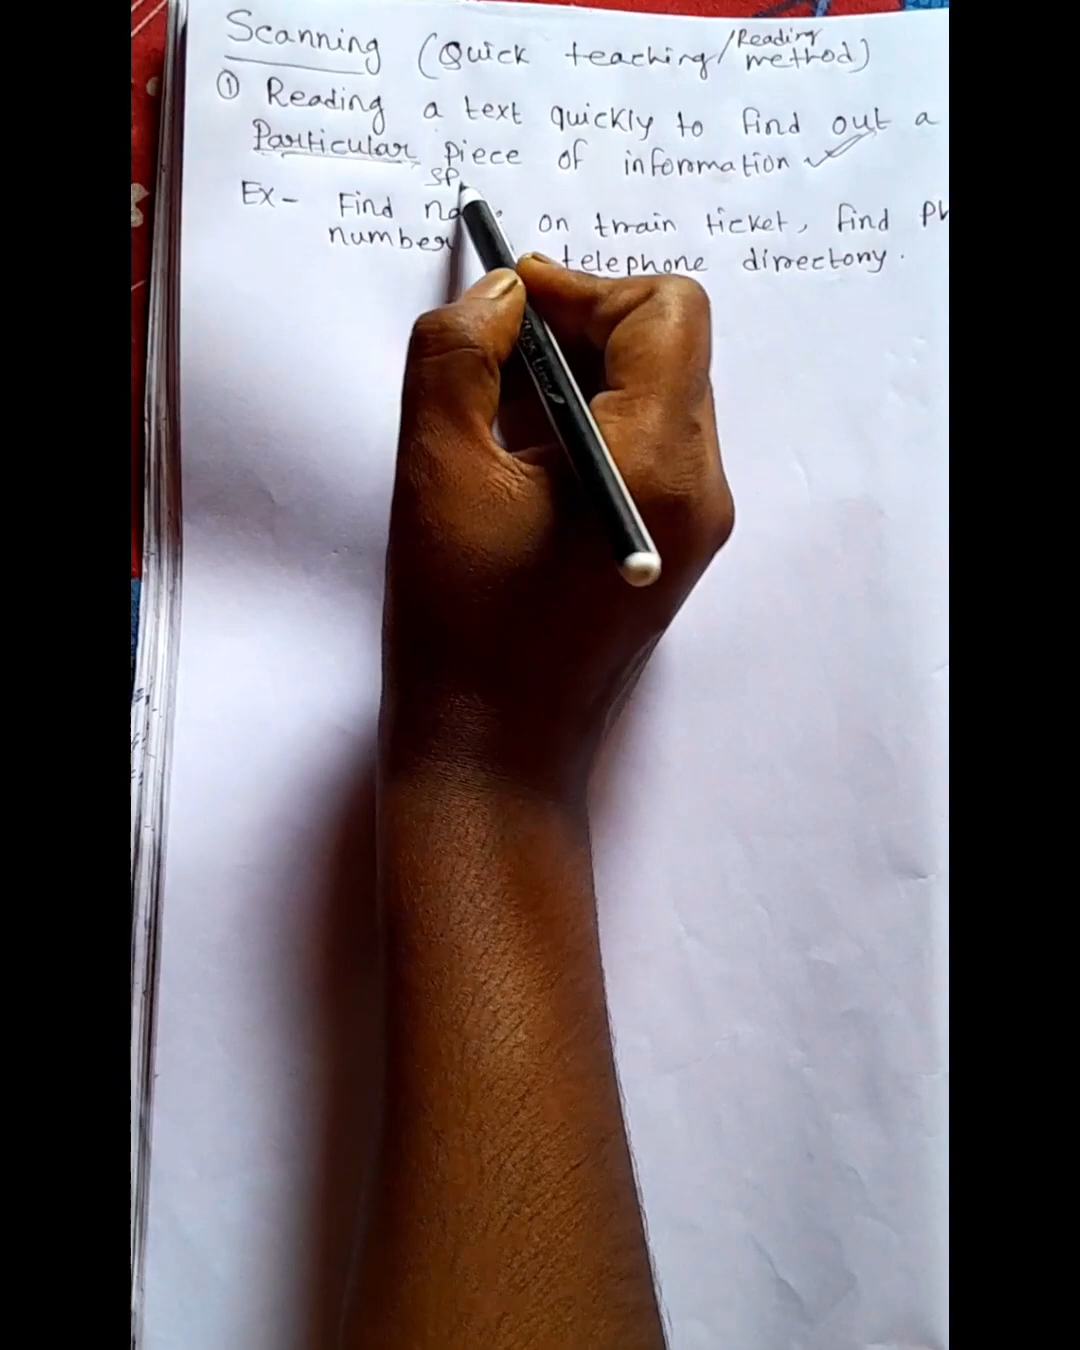 Scanning (Quick teaching/Reading method)
① Reading a text quickly to find out a
Particular piece of information ✓
sp
Ex- Find on train ticket, find
number telephone directory.